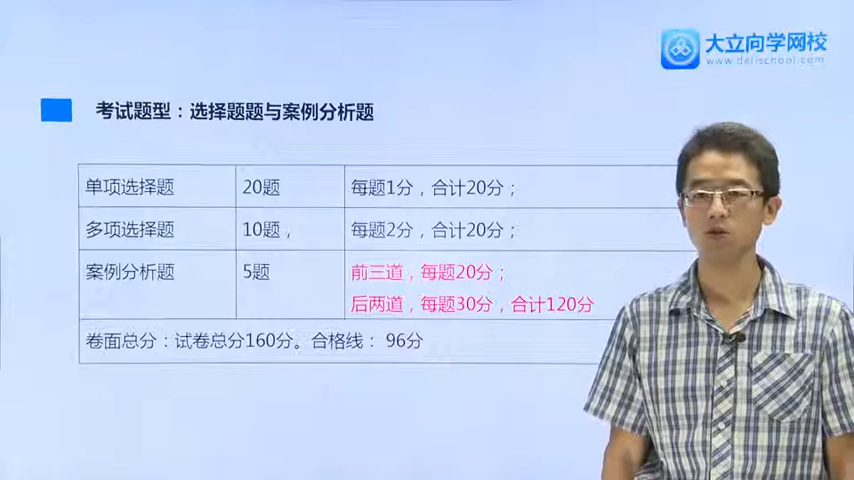 大立向学网校
www.delischool.com
考试题型：选择题题与案例分析题
单项选择题 20题 每题1分，合计20分；
多项选择题 10题， 每题2分，合计20分；
案例分析题 5题 前三道，每题20分；
后两道，每题30分，合计120分
卷面总分：试卷总分160分。合格线： 96分